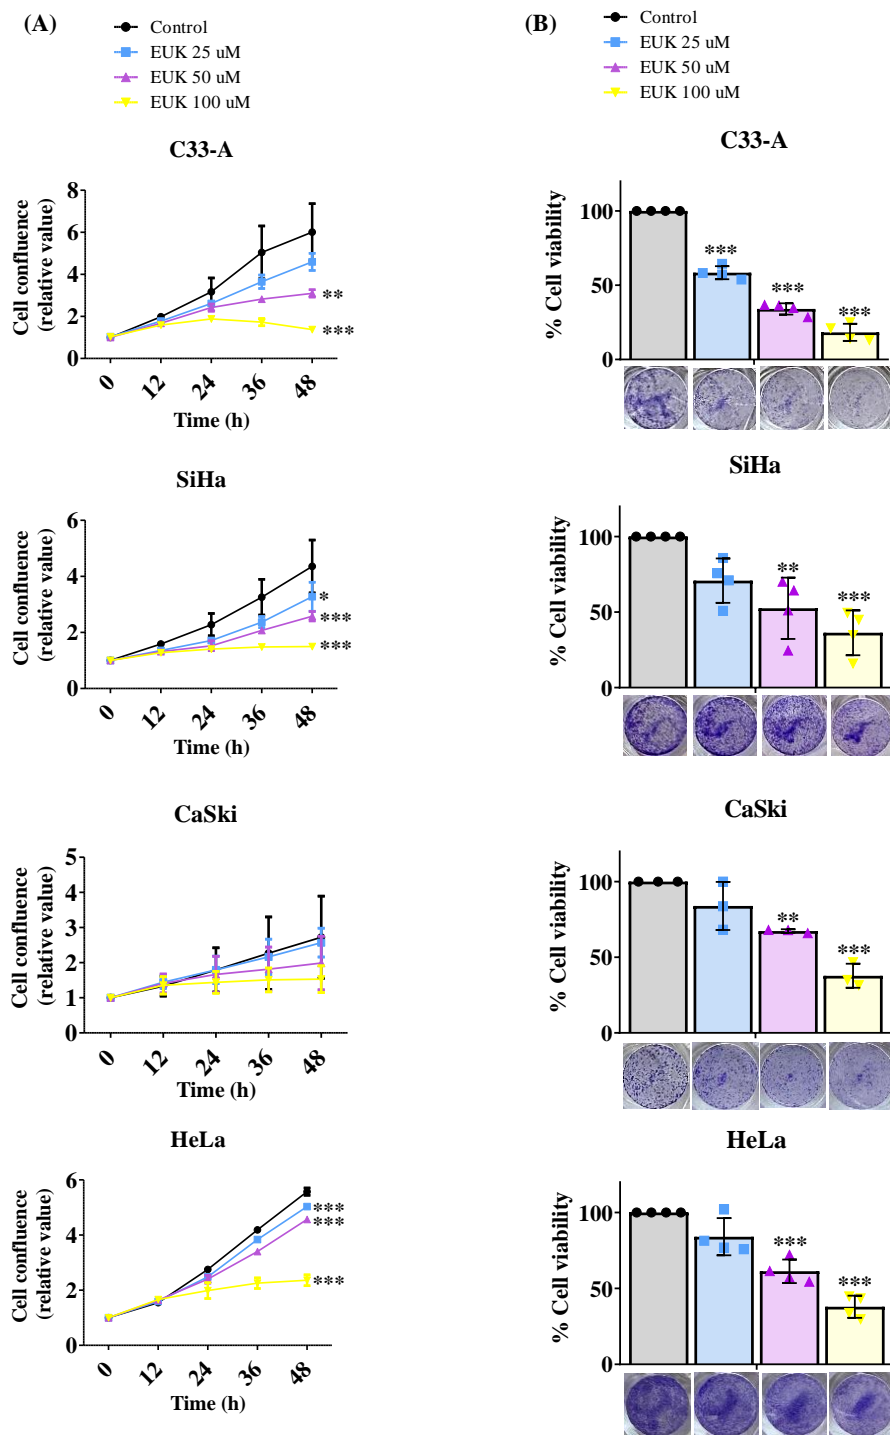 (A)
Control
EUK 25 uM
EUK 50 uM
EUK 100 uM
C33-A
Cell confluence
(relative value)
8
6
4
2
0
**
***
0 12 24 36 48
Time (h)
SiHa
Cell confluence
(relative value)
6
4
2
0
*
***
***
0 12 24 36 48
Time (h)
CaSki
Cell confluence
(relative value)
5
4
3
2
1
0
0 12 24 36 48
Time (h)
HeLa
Cell confluence
(relative value)
6
4
2
0
***
***
***
0 12 24 36 48
Time (h)
(B)
Control
EUK 25 uM
EUK 50 uM
EUK 100 uM
C33-A
% Cell viability
100
50
0
***
***
***
SiHa
% Cell viability
100
50
0
**
***
CaSki
% Cell viability
100
50
0
**
***
HeLa
% Cell viability
100
50
0
***
***